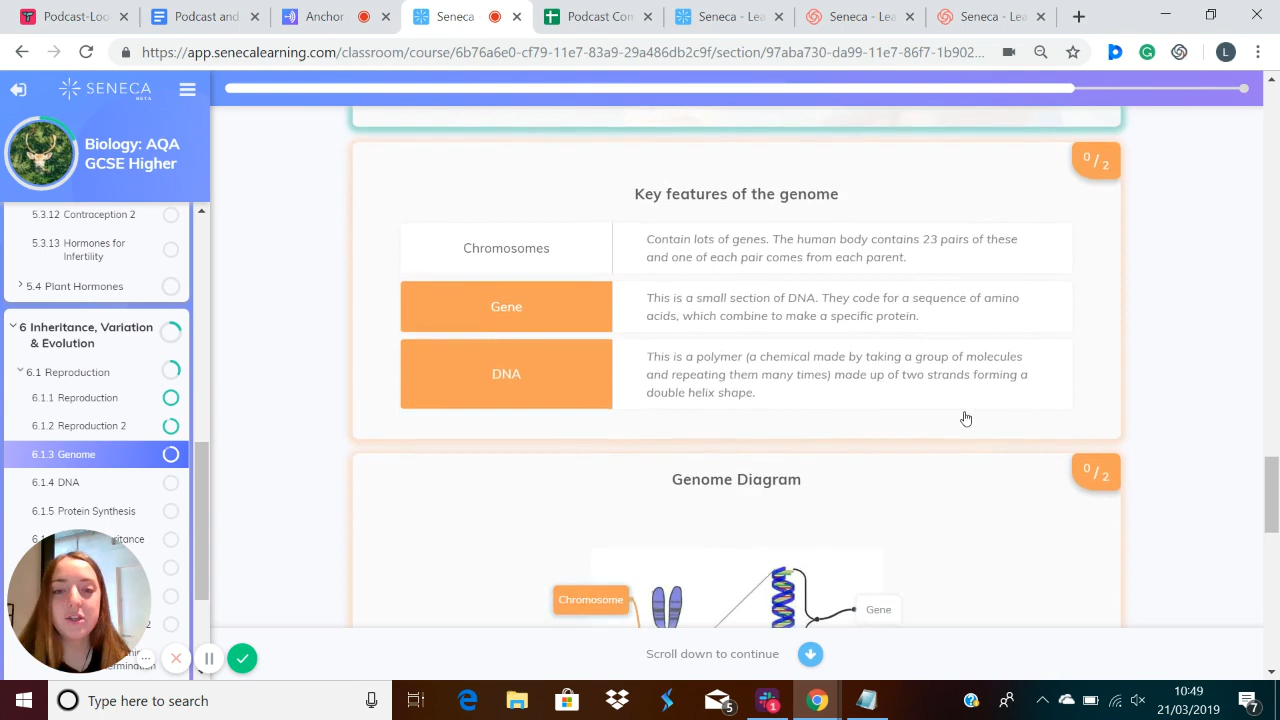 Podcast-Loo
Podcast and
Anchor
Seneca
Podcast Con
Seneca - Lea
Seneca - Lea
Seneca - Lea
https://app.senecalearning.com/classroom/course/6b76a6e0-cf79-11e7-83a9-29a486db2c9f/section/97aba730-da99-11e7-86f7-1b902...
L
SENECA
BETA
Biology: AQA
GCSE Higher
5.3.12 Contraception 2
5.3.13 Hormones for
Infertility
5.4 Plant Hormones
6 Inheritance, Variation
& Evolution
6.1 Reproduction
6.1.1 Reproduction
6.1.2 Reproduction 2
6.1.3 Genome
6.1.4 DNA
6.1.5 Protein Synthesis
0/2
Key features of the genome
Chromosomes
Contain lots of genes. The human body contains 23 pairs of these
and one of each pair comes from each parent.
Gene
This is a small section of DNA. They code for a sequence of amino
acids, which combine to make a specific protein.
DNA
This is a polymer (a chemical made by taking a group of molecules
and repeating them many times) made up of two strands forming a
double helix shape.
0/2
Genome Diagram
Chromosome
Gene
Scroll down to continue
Type here to search
5
1
10:49
21/03/2019
7